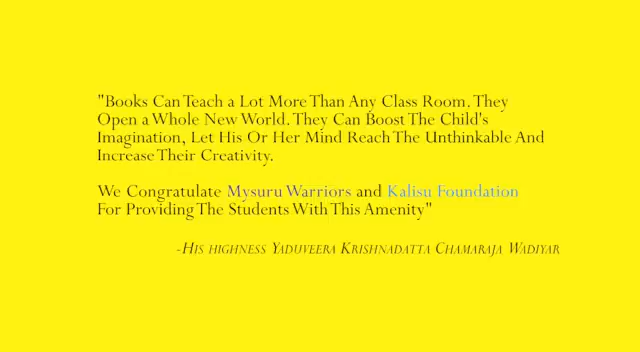 "Books Can Teach a Lot More Than Any Class Room. They
Open a Whole New World. They Can Boost The Child's
Imagination, Let His Or Her Mind Reach The Unthinkable And
Increase Their Creativity.
We Congratulate Mysuru Warriors and Kalisu Foundation
For Providing The Students With This Amenity"
-His highness Yaduveera Krishnadatta Chamaraja Wadiyar